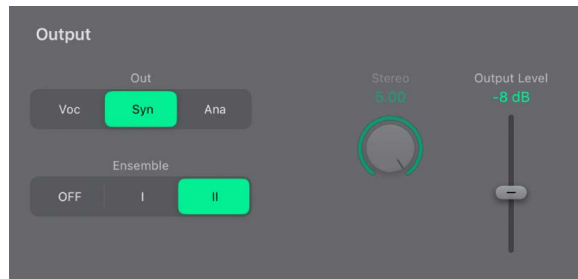 Output
Out
Voc Syn Ana
Ensemble
OFF I II
Stereo
5.00
Output Level
-8 dB